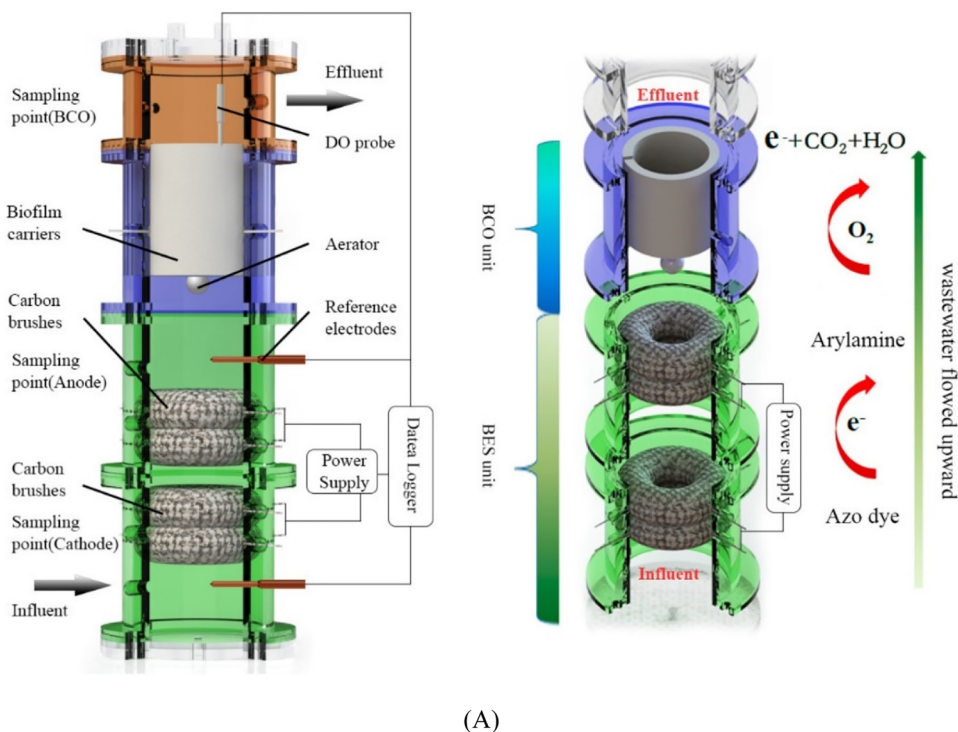 Sampling
point(BCO)
Effluent
DO probe
Biofilm
carriers
Aerator
Carbon
brushes
Reference
electrodes
Sampling
point(Anode)
Carbon
brushes
Sampling
point(Cathode)
Influent
Power
Supply
Datea Logger
BCO unit
BES unit
Effluent
Influent
Power supply
e-+CO2+H2O
O2
Arylamine
e-
Azo dye
wastewater flowed upward
(A)